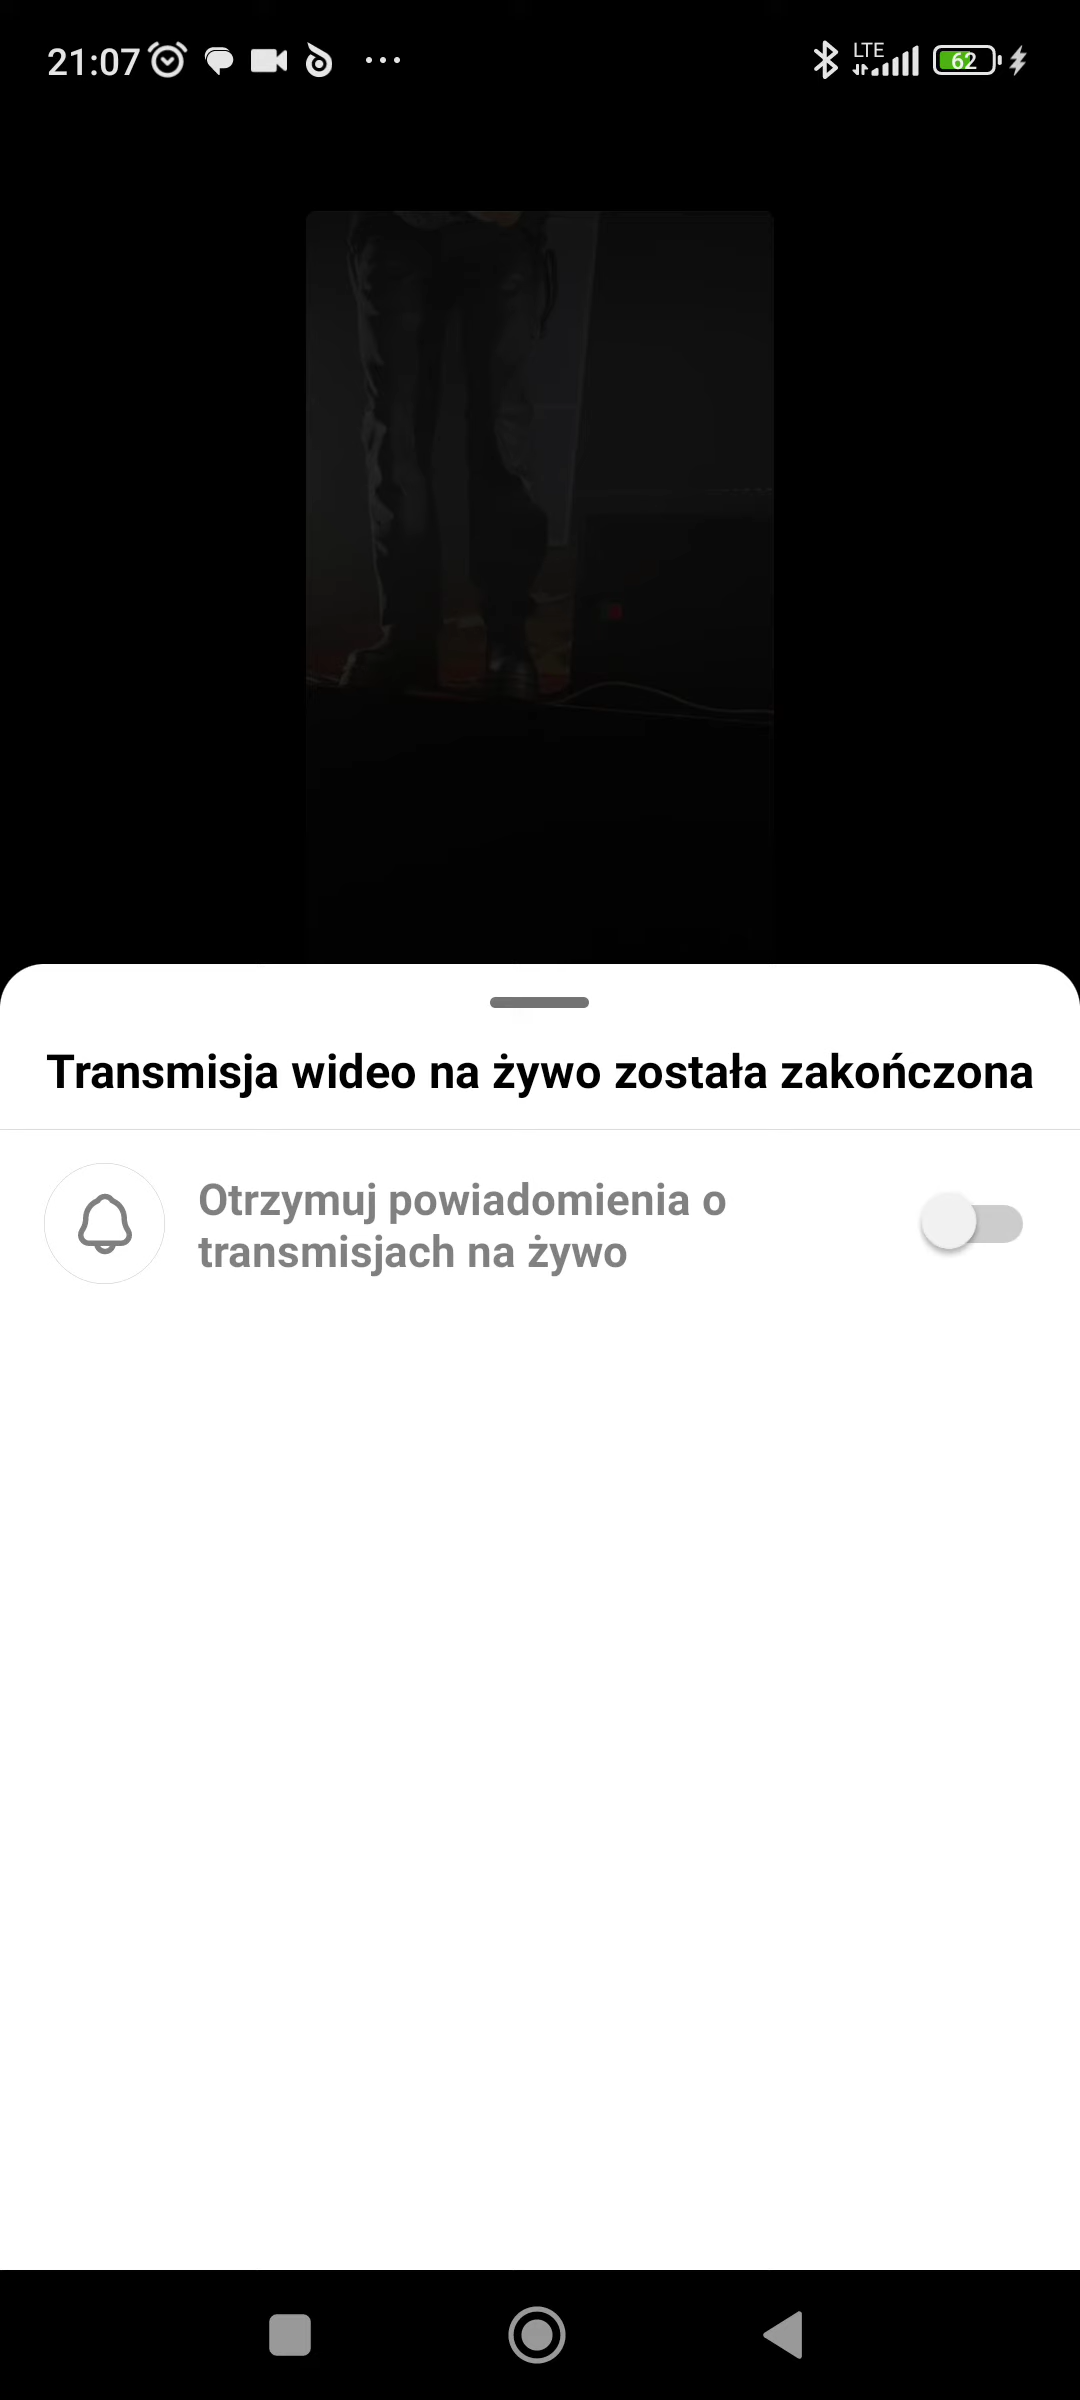 21:07 LTE 62
Transmisja wideo na żywo została zakończona
Otrzymuj powiadomienia o
transmisjach na żywo